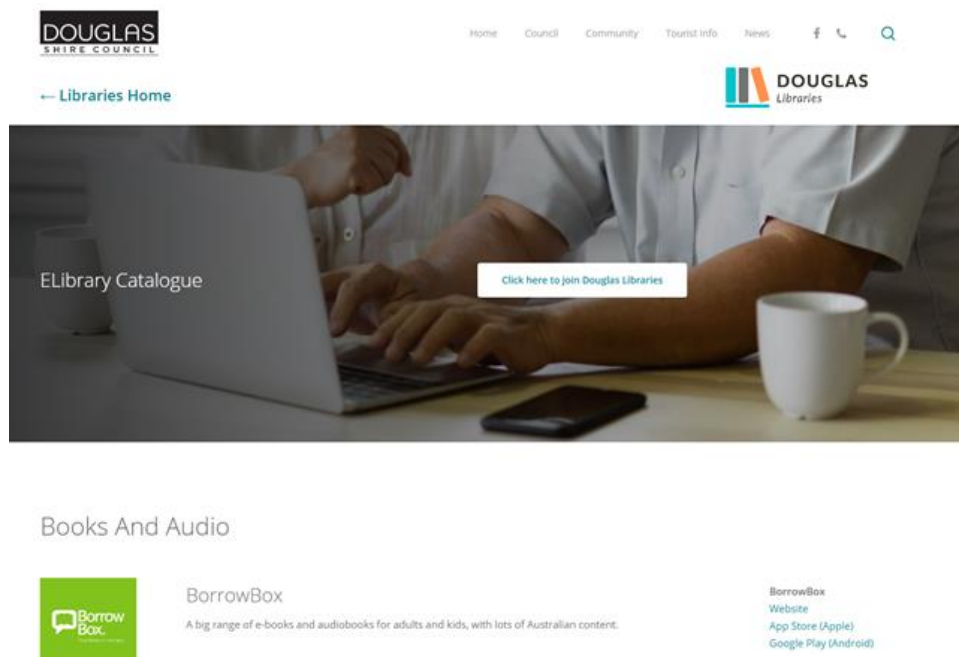 DOUGLAS
SHIRE COUNCIL
Home Council Community Tourist Info News
← Libraries Home
DOUGLAS
Libraries
ELibrary Catalogue
Click here to join Douglas Libraries
Books And Audio
Borrow
Box.
BorrowBox
A big range of e-books and audiobooks for adults and kids, with lots of Australian content.
BorrowBox
Website
App Store (Apple)
Google Play (Android)